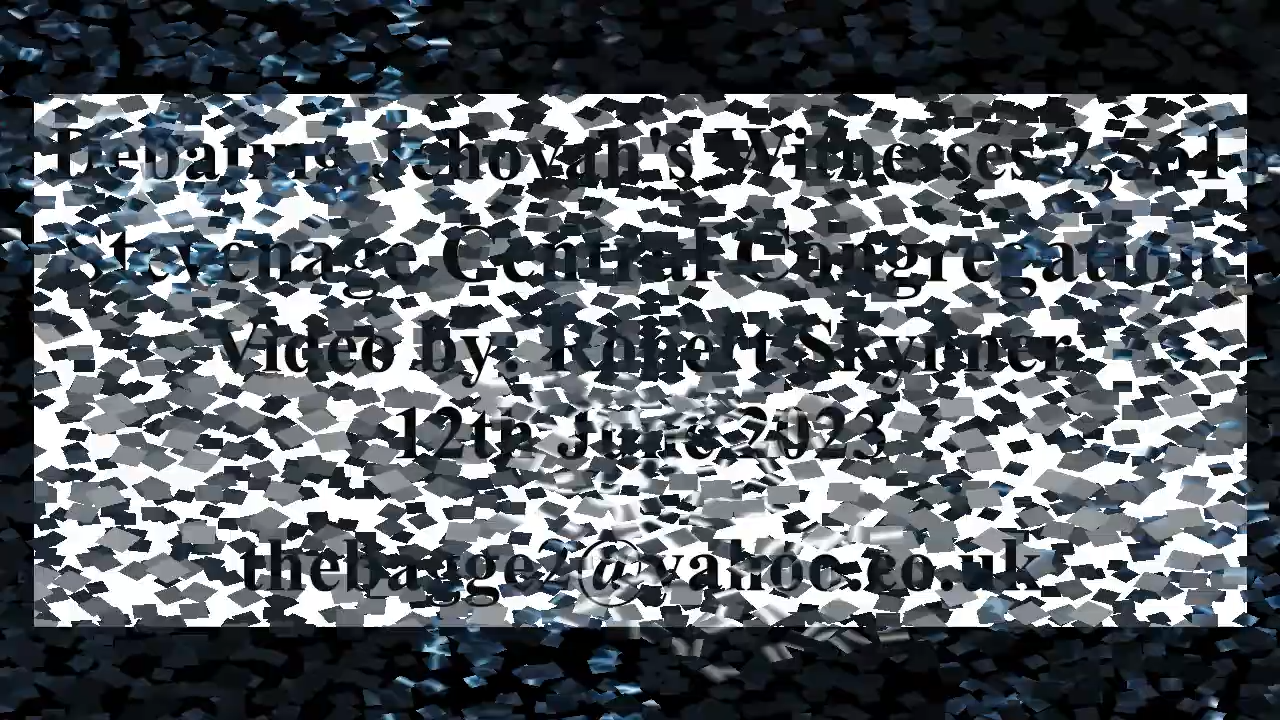 Debating Jehovah's Witnesses 2,561
Stevenage Central Congregation
Video by: Robert Skynner
12th June 2023
thebagge2@yahoo.co.uk